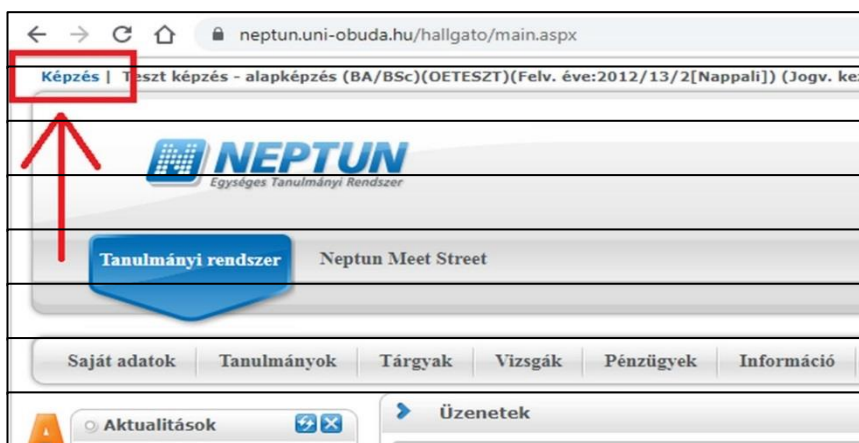 neptun.uni-obuda.hu/hallgato/main.aspx
Képzés | Teszt képzés - alapképzés (BA/BSc)(OETESZT)(Felv. éve:2012/13/2[Nappali]) (Jogv. ke
NEPTUN
Egységes Tanulmányi Rendszer
Tanulmányi rendszer Neptun Meet Street
Saját adatok Tanulmányok Tárgyak Vizsgák Pénzügyek Információ
Aktualitások Üzenetek